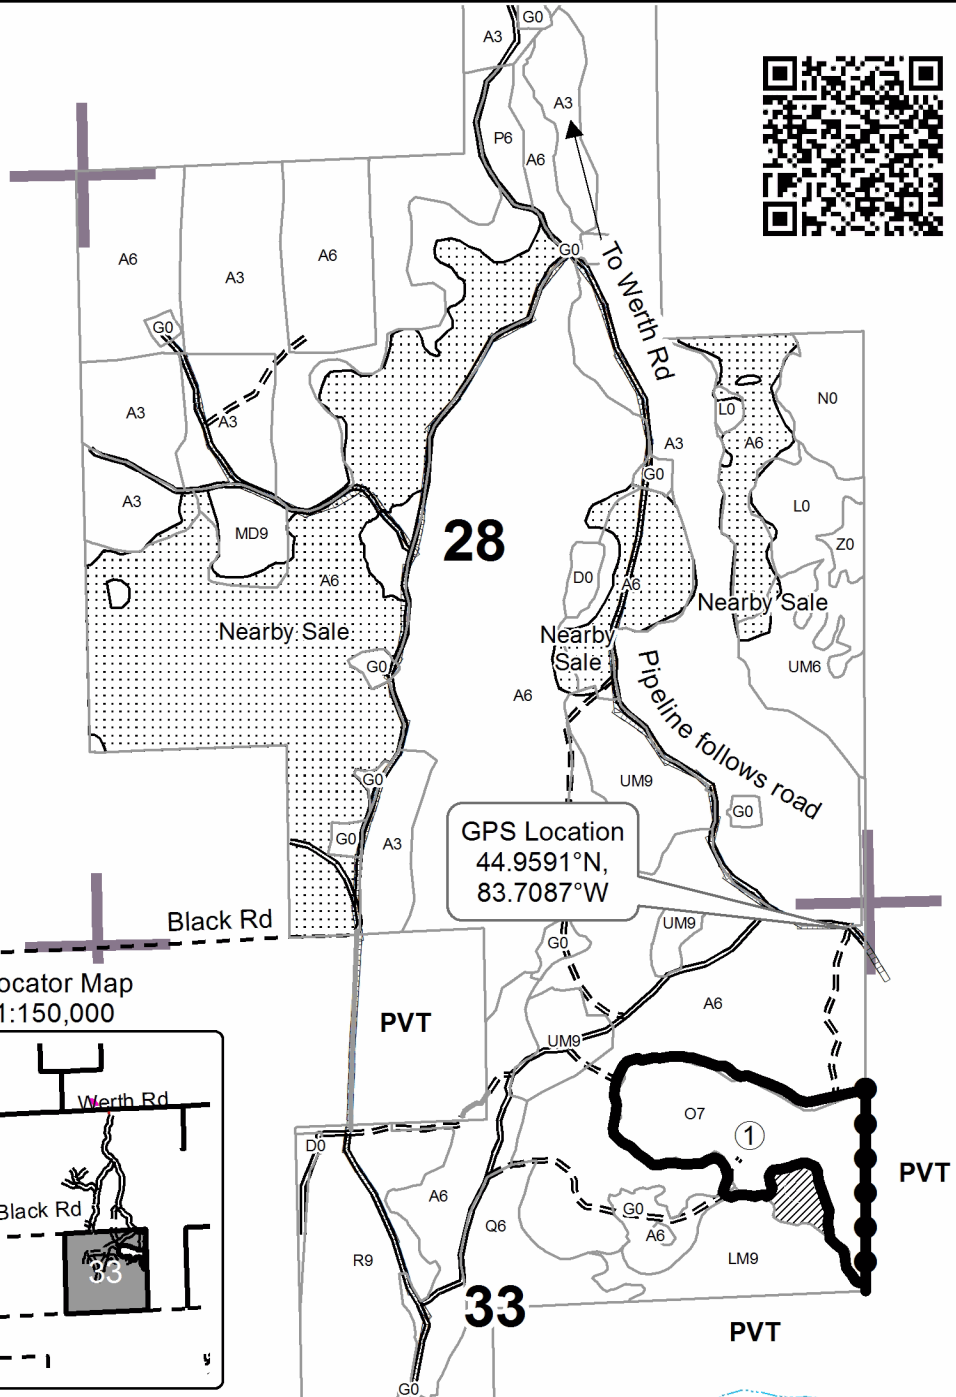 G0
A3
A3
P6
A6
G0
To Werth Rd
A6
A3
A6
G0
N0
L0
A3
A3
A3
A6
G0
A3
L0
MD9
28
Z0
A6
D0
A6
Nearby Sale
Nearby Sale
Nearby
Sale
G0
UM6
A6
Pipeline follows road
G0
UM9
G0
G0
A3
GPS Location
44.9591°N,
83.7087°W
Black Rd
UM9
G0
ocator Map
1:150,000
A6
PVT
UM9
Werth Rd
O7
1
D0
PVT
A6
Black Rd
G0
Q6
A6
R9
LM9
33
33
PVT
G0